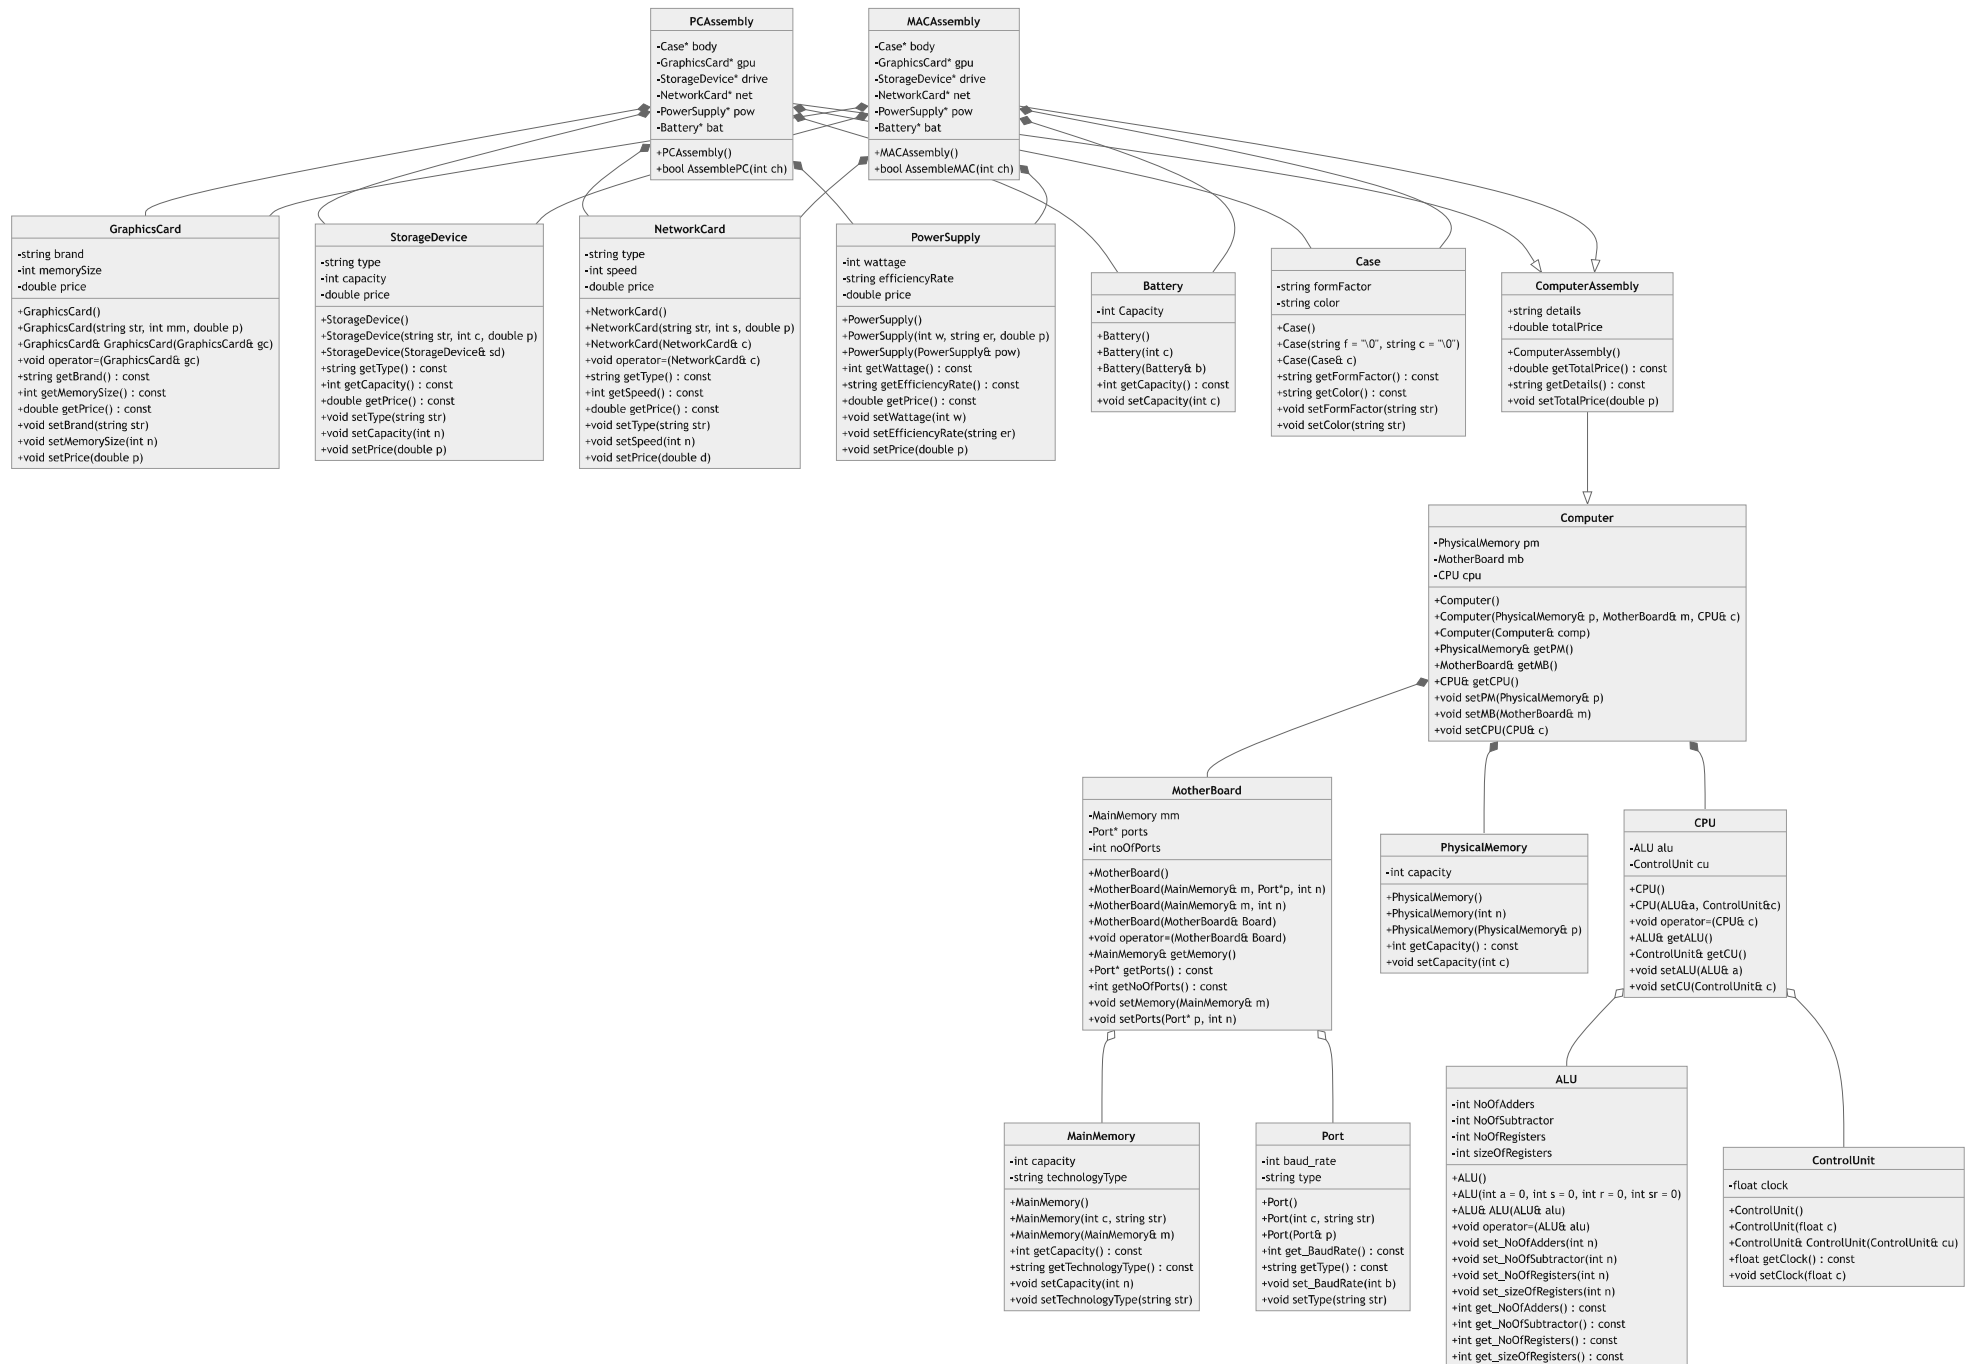 PCAssembly
-Case* body
-GraphicsCard* gpu
-StorageDevice* drive
-NetworkCard* net
-PowerSupply* pow
-Battery* bat
+PCAssembly()
+bool AssemblePC(int ch)
MACAssembly
-Case* body
-GraphicsCard* gpu
-StorageDevice* drive
-NetworkCard* net
-PowerSupply* pow
-Battery* bat
+MACAssembly()
+bool AssembleMAC(int ch)
GraphicsCard
-string brand
-int memorySize
-double price
+GraphicsCard()
+GraphicsCard(string str, int mm, double p)
+GraphicsCard& GraphicsCard(GraphicsCard& gc)
+void operator=(GraphicsCard& gc)
+string getBrand() : const
+int getMemorySize() : const
+double getPrice() : const
+void setBrand(string str)
+void setMemorySize(int n)
+void setPrice(double p)
StorageDevice
-string type
-int capacity
-double price
+StorageDevice()
+StorageDevice(string str, int c, double p)
+StorageDevice(StorageDevice& sd)
+string getType() : const
+int getCapacity() : const
+double getPrice() : const
+void setType(string str)
+void setCapacity(int n)
+void setPrice(double p)
NetworkCard
-string type
-int speed
-double price
+NetworkCard()
+NetworkCard(string str, int s, double p)
+NetworkCard(NetworkCard& c)
+void operator=(NetworkCard& c)
+string getType() : const
+int getSpeed() : const
+double getPrice() : const
+void setType(string str)
+void setSpeed(int n)
+void setPrice(double d)
PowerSupply
-int wattage
-string efficiencyRate
-double price
+PowerSupply()
+PowerSupply(int w, string er, double p)
+PowerSupply(PowerSupply& pow)
+int getWattage() : const
+string getEfficiencyRate() : const
+double getPrice() : const
+void setWattage(int w)
+void setEfficiencyRate(string er)
+void setPrice(double p)
Battery
-int Capacity
+Battery()
+Battery(int c)
+Battery(Battery& b)
+int getCapacity() : const
+void setCapacity(int c)
Case
-string formFactor
-string color
+Case()
+Case(string f = "\0", string c = "\0")
+Case(Case& c)
+string getFormFactor() : const
+string getColor() : const
+void setFormFactor(string str)
+void setColor(string str)
ComputerAssembly
+string details
+double totalPrice
+ComputerAssembly()
+double getTotalPrice() : const
+string getDetails() : const
+void setTotalPrice(double p)
Computer
-PhysicalMemory pm
-MotherBoard mb
-CPU cpu
+Computer()
+Computer(PhysicalMemory& p, MotherBoard& m, CPU& c)
+Computer(Computer& comp)
+PhysicalMemory& getPM()
+MotherBoard& getMB()
+CPU& getCPU()
+void setPM(PhysicalMemory& p)
+void setMB(MotherBoard& m)
+void setCPU(CPU& c)
MotherBoard
-MainMemory mm
-Port* ports
-int noOfPorts
+MotherBoard()
+MotherBoard(MainMemory& m, Port*p, int n)
+MotherBoard(MainMemory& m, int n)
+MotherBoard(MotherBoard& Board)
+void operator=(MotherBoard& Board)
+MainMemory& getMemory()
+Port* getPorts() : const
+int getNoOfPorts() : const
+void setMemory(MainMemory& m)
+void setPorts(Port* p, int n)
PhysicalMemory
-int capacity
+PhysicalMemory()
+PhysicalMemory(int n)
+PhysicalMemory(PhysicalMemory& p)
+int getCapacity() : const
+void setCapacity(int c)
CPU
-ALU alu
-ControlUnit cu
+CPU()
+CPU(ALU&a, ControlUnit&c)
+void operator=(CPU& c)
+ALU& getALU()
+ControlUnit& getCU()
+void setALU(ALU& a)
+void setCU(ControlUnit& c)
MainMemory
-int capacity
-string technologyType
+MainMemory()
+MainMemory(int c, string str)
+MainMemory(MainMemory& m)
+int getCapacity() : const
+string getTechnologyType() : const
+void setCapacity(int n)
+void setTechnologyType(string str)
Port
-int baud_rate
-string type
+Port()
+Port(int c, string str)
+Port(Port& p)
+int get_BaudRate() : const
+string getType() : const
+void set_BaudRate(int b)
+void setType(string str)
ALU
-int NoOfAdders
-int NoOfSubtractor
-int NoOfRegisters
-int sizeOfRegisters
+ALU()
+ALU(int a = 0, int s = 0, int r = 0, int sr = 0)
+ALU& ALU(ALU& alu)
+void operator=(ALU& alu)
+void set_NoOfAdders(int n)
+void set_NoOfSubtractor(int n)
+void set_NoOfRegisters(int n)
+void set_sizeOfRegisters(int n)
+int get_NoOfAdders() : const
+int get_NoOfSubtractor() : const
+int get_NoOfRegisters() : const
+int get_sizeOfRegisters() : const
ControlUnit
-float clock
+ControlUnit()
+ControlUnit(float c)
+ControlUnit& ControlUnit(ControlUnit& cu)
+float getClock() : const
+void setClock(float c)